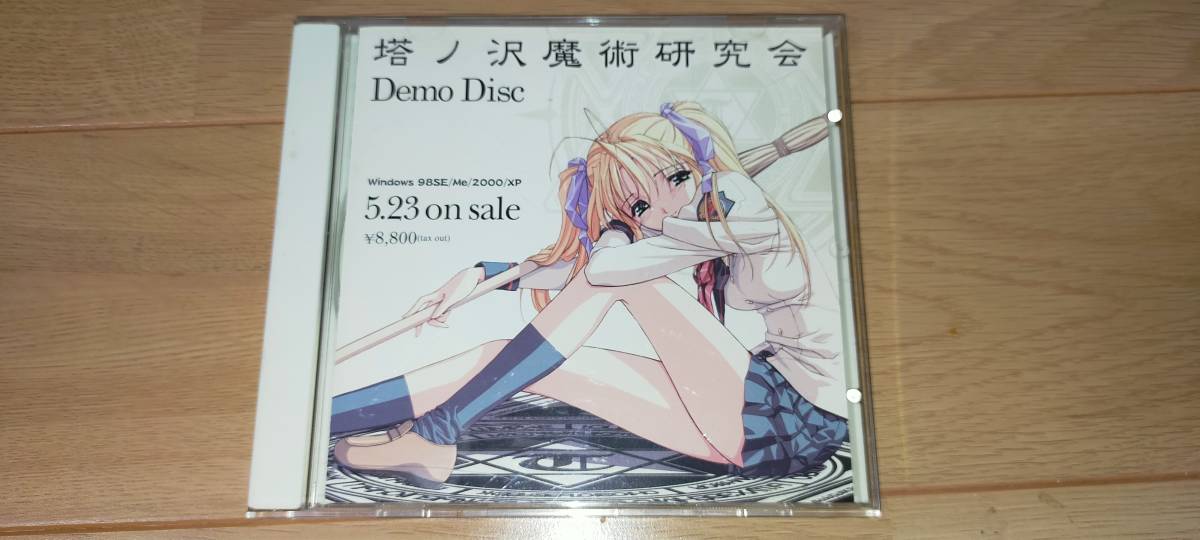 塔ノ沢魔術研究会
Demo Disc
Windows 98SE/Me/2000/XP
5.23 on sale
¥8,800(tax out)